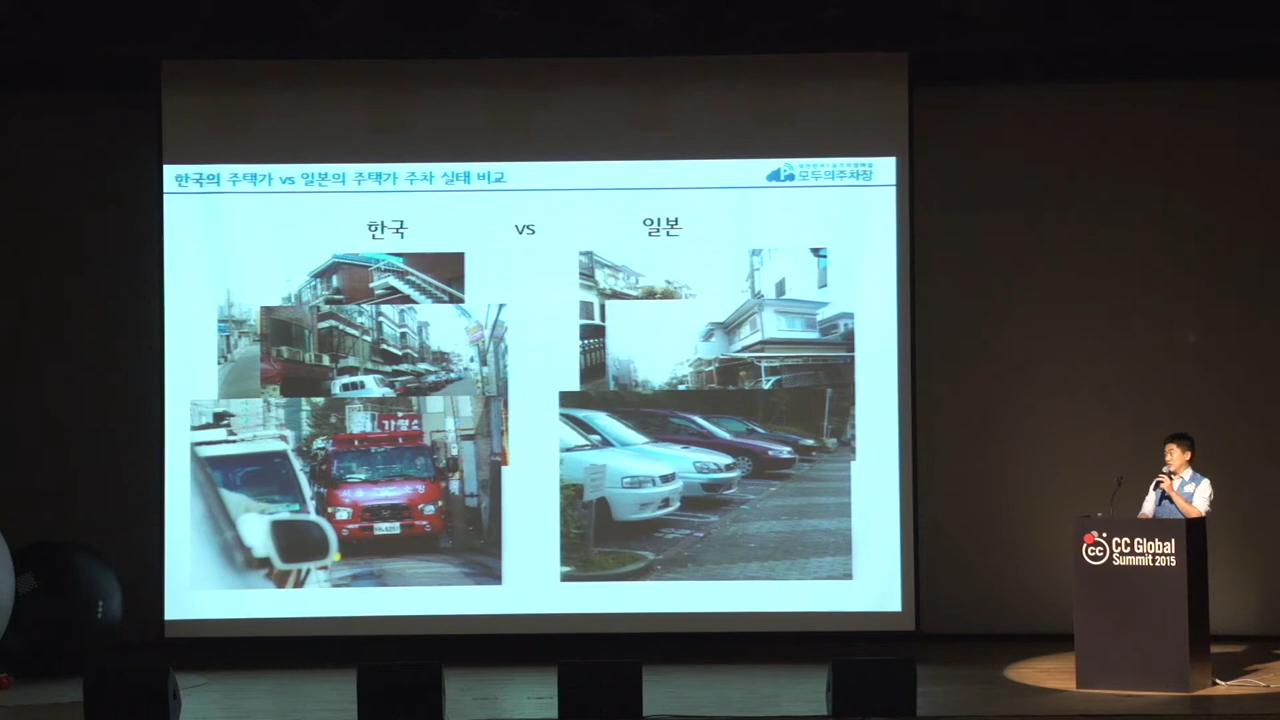 한국의 주택가 vs 일본의 주택가 주차 실태 비교
모두의주차장
한국 vs 일본
CC Global
Summit 2015
cc